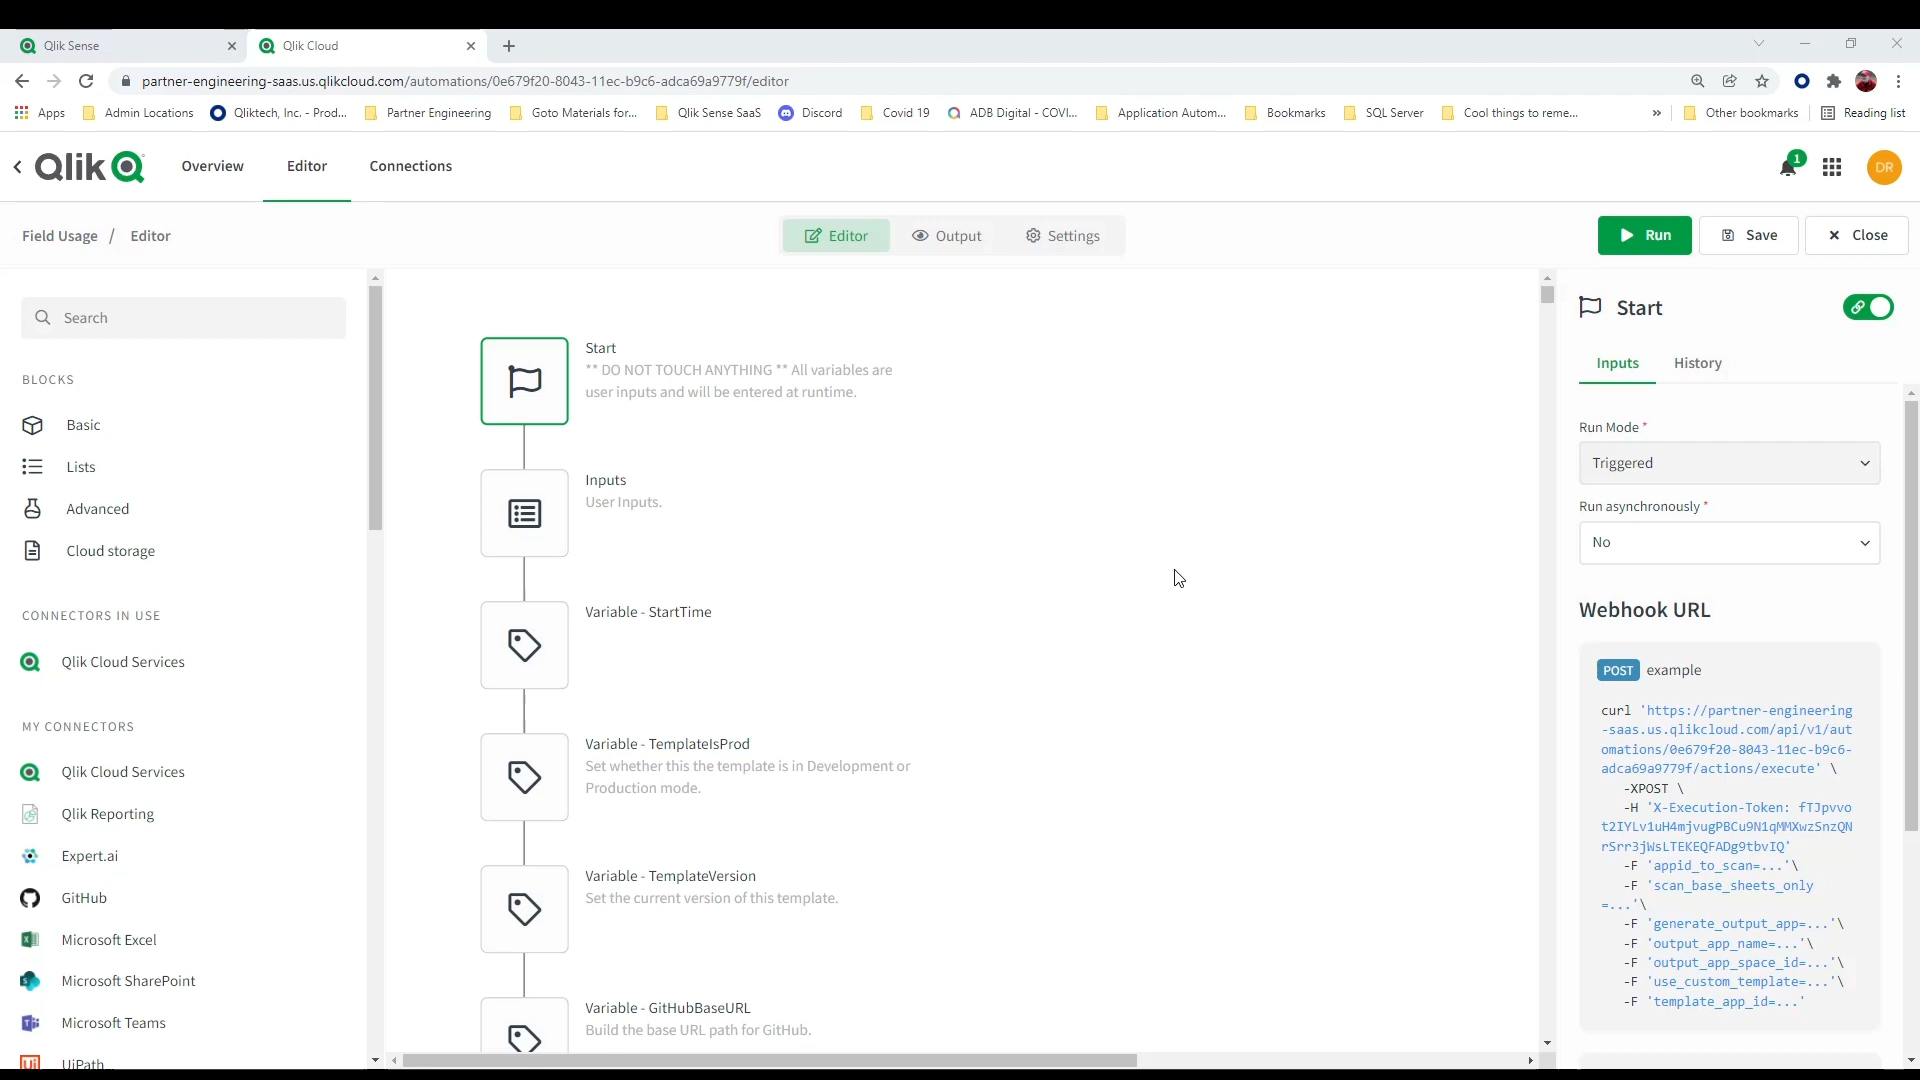 Qlik Sense
Qlik Cloud
partner-engineering-saas.us.qlikcloud.com/automations/0e679f20-8043-11ec-b9c6-adca69a9779f/editor
Apps
Admin Locations
Qliktech, Inc. - Prod...
Partner Engineering
Goto Materials for...
Qlik Sense SaaS
Discord
Covid 19
ADB Digital - COVI...
Application Autom...
Bookmarks
SQL Server
Cool things to reme...
»
Other bookmarks
Reading list
Qlik
Overview
Editor
Connections
1
DR
Field Usage / Editor
Editor
Output
Settings
Run
Save
Close
Search
BLOCKS
Basic
Lists
Advanced
Cloud storage
CONNECTORS IN USE
Qlik Cloud Services
MY CONNECTORS
Qlik Cloud Services
Qlik Reporting
Expert.ai
GitHub
Microsoft Excel
Microsoft SharePoint
Microsoft Teams
UiPath
Start
** DO NOT TOUCH ANYTHING ** All variables are
user inputs and will be entered at runtime.
Inputs
User Inputs.
Variable - StartTime
Variable - TemplateIsProd
Set whether this the template is in Development or
Production mode.
Variable - TemplateVersion
Set the current version of this template.
Variable - GitHubBaseURL
Build the base URL path for GitHub.
Start
Inputs
History
Run Mode *
Triggered
Run asynchronously *
No
Webhook URL
POST example
curl 'https://partner-engineering
-saas.us.qlikcloud.com/api/v1/aut
omations/0e679f20-8043-11ec-b9c6-
adca69a9779f/actions/execute' \
-XPOST \
-H 'X-Execution-Token: fTJpvvo
t2IYLv1uH4mjvugPBCu9N1qMMXwzSnzQN
rSrr3jWsLTEKEQFADg9tbvIQ'
-F 'appid_to_scan=...'\
-F 'scan_base_sheets_only
=...'\
-F 'generate_output_app=...'\
-F 'output_app_name=...'\
-F 'output_app_space_id=...'\
-F 'use_custom_template=...'\
-F 'template_app_id=...'